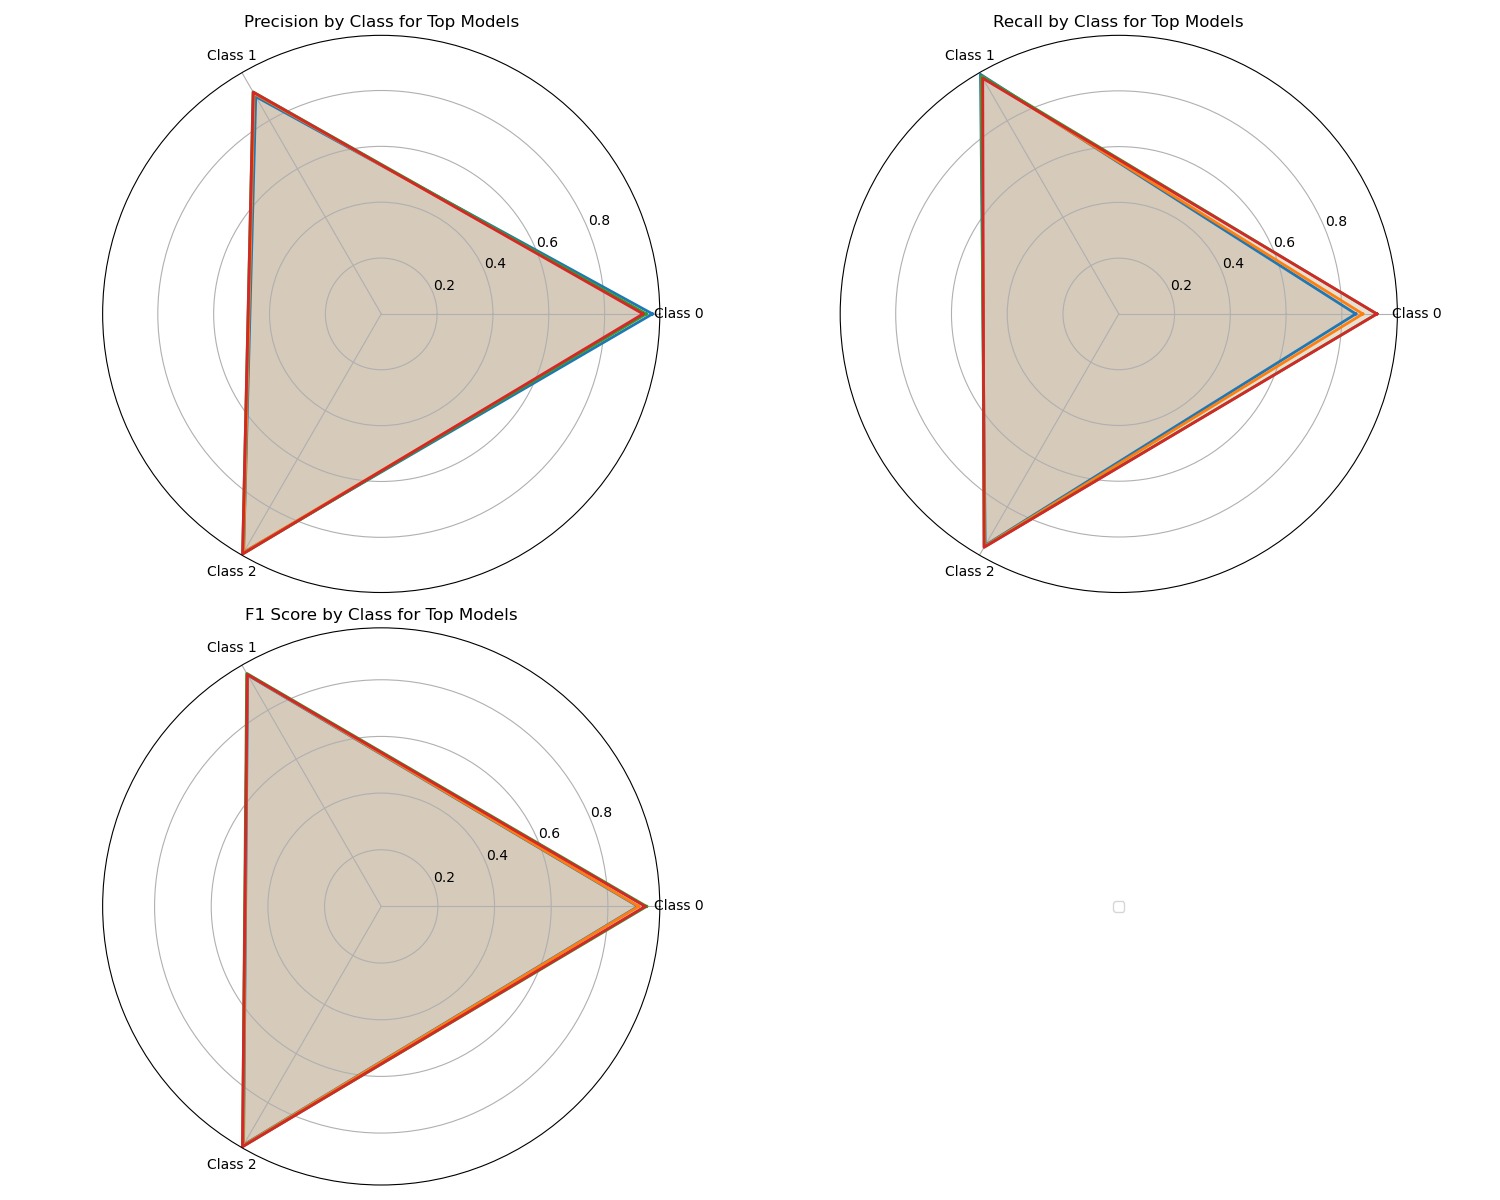 Precision by Class for Top Models
Class 1
0.8
0.6
0.4
0.2
Class 0
Class 2
Recall by Class for Top Models
Class 1
0.8
0.6
0.4
0.2
Class 0
Class 2
F1 Score by Class for Top Models
Class 1
0.8
0.6
0.4
0.2
Class 0
Class 2